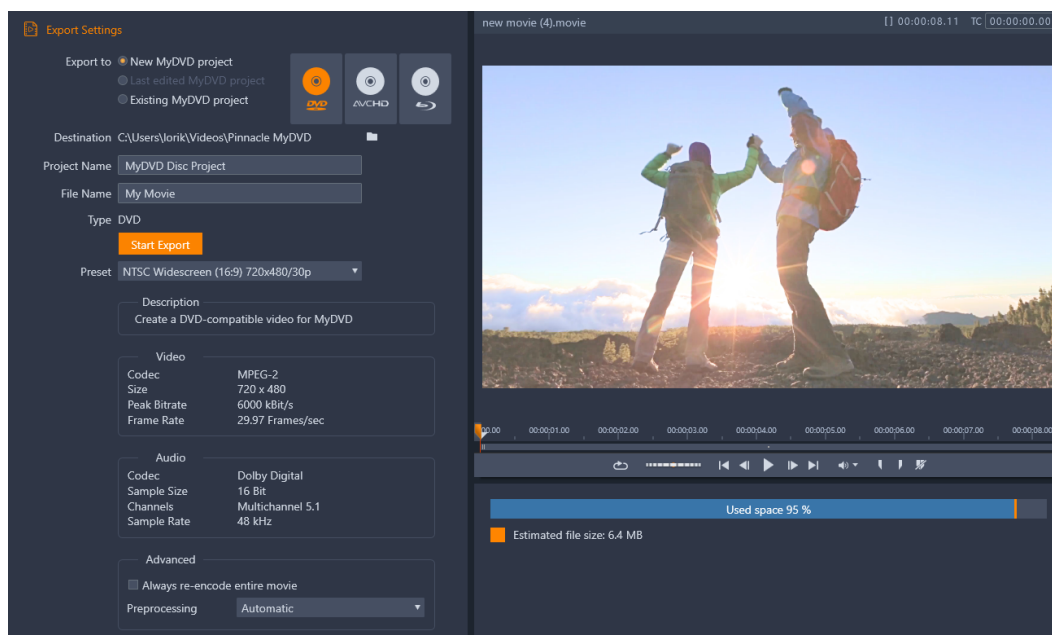 Export Settings
Export to New MyDVD project
Last edited MyDVD project
Existing MyDVD project
DVD AVCHD
Destination C:\Users\lorik\Videos\Pinnacle MyDVD
Project Name MyDVD Disc Project
File Name My Movie
Type DVD
Start Export
Preset NTSC Widescreen (16:9) 720x480/30p
Description
Create a DVD-compatible video for MyDVD
Video
Codec MPEG-2
Size 720 x 480
Peak Bitrate 6000 kBit/s
Frame Rate 29.97 Frames/sec
Audio
Codec Dolby Digital
Sample Size 16 Bit
Channels Multichannel 5.1
Sample Rate 48 kHz
Advanced
Always re-encode entire movie
Preprocessing Automatic
new movie (4).movie [] 00:00:08.11 TC 00:00:00.00
00.00 00:00;01.00 00:00;02.00 00:00;03.00 00:00;04.00 00:00;05.00 00:00;06.00 00:00;07.00 00:00;08.00
Used space 95 %
Estimated file size: 6.4 MB